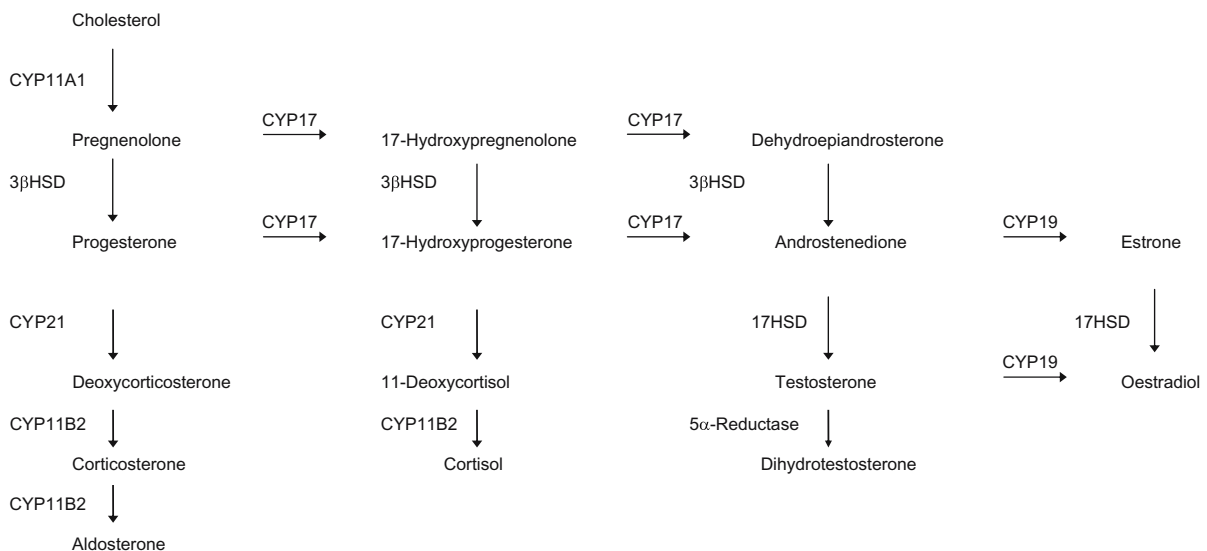 Cholesterol
CYP11A1
CYP17 CYP17
Pregnenolone 17-Hydroxypregnenolone Dehydroepiandrosterone
3βHSD 3βHSD 3βHSD
CYP17 CYP17 CYP19
Progesterone 17-Hydroxyprogesterone Androstenedione Estrone
CYP21 CYP21 17HSD 17HSD
CYP19
Deoxycorticosterone 11-Deoxycortisol Testosterone Oestradiol
CYP11B2 CYP11B2 5α-Reductase
Corticosterone Cortisol Dihydrotestosterone
CYP11B2
Aldosterone